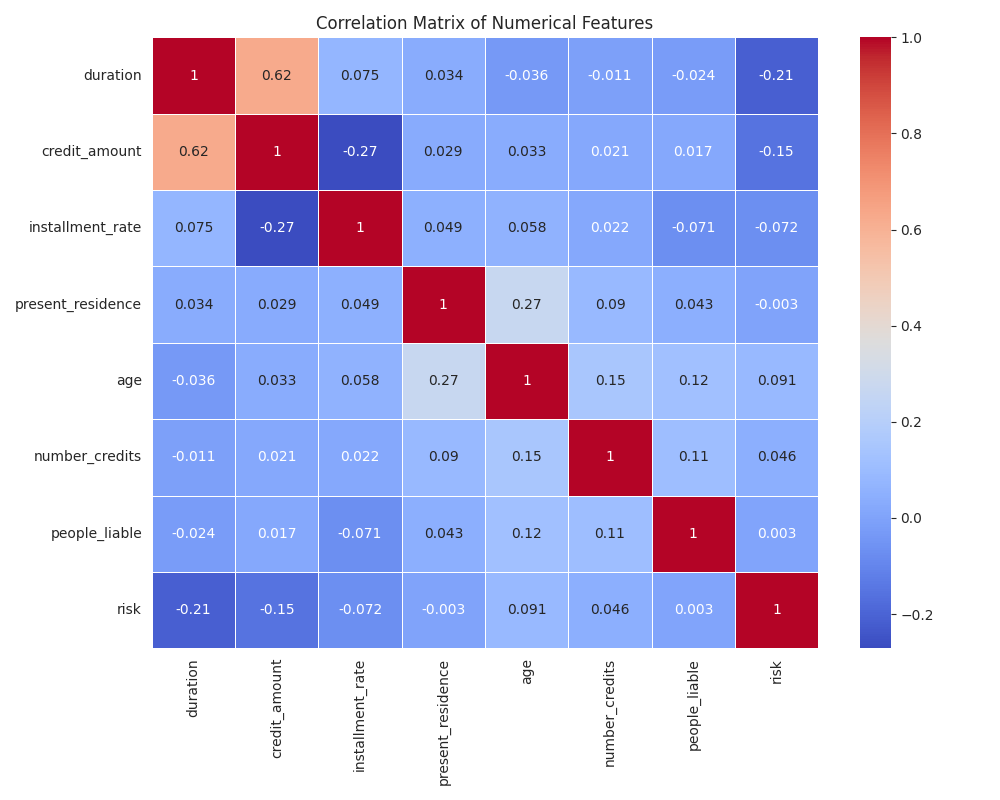 Correlation Matrix of Numerical Features
duration 1 0.62 0.075 0.034 -0.036 -0.011 -0.024 -0.21
credit_amount 0.62 1 -0.27 0.029 0.033 0.021 0.017 -0.15
installment_rate 0.075 -0.27 1 0.049 0.058 0.022 -0.071 -0.072
present_residence 0.034 0.029 0.049 1 0.27 0.09 0.043 -0.003
age -0.036 0.033 0.058 0.27 1 0.15 0.12 0.091
number_credits -0.011 0.021 0.022 0.09 0.15 1 0.11 0.046
people_liable -0.024 0.017 -0.071 0.043 0.12 0.11 1 0.003
risk -0.21 -0.15 -0.072 -0.003 0.091 0.046 0.003 1
duration
credit_amount
installment_rate
present_residence
age
number_credits
people_liable
risk
1.0
0.8
0.6
0.4
0.2
0.0
−0.2